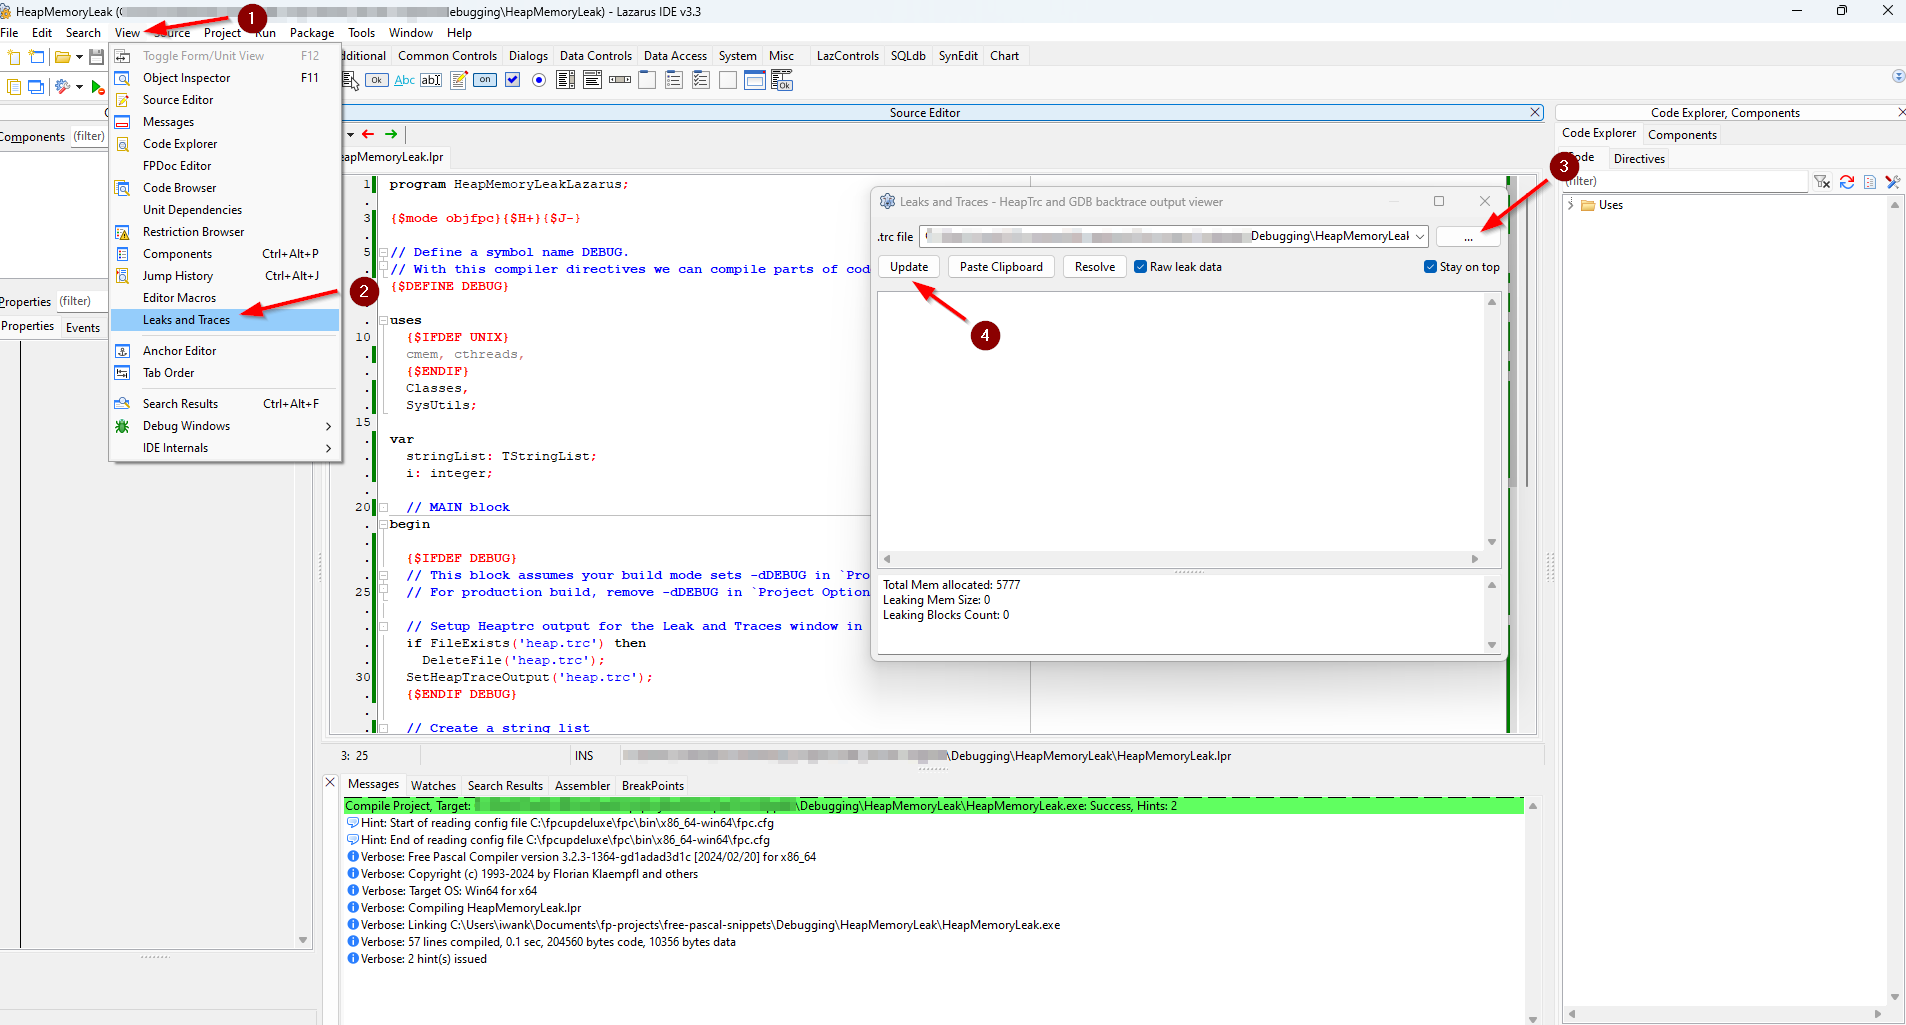 HeapMemoryLeak (
ebugging\HeapMemoryLeak) - Lazarus IDE v3.3
1
File Edit Search View Source Project Run Package Tools Window Help
dditional Common Controls Dialogs Data Controls Data Access System Misc LazControls SQLdb SynEdit Chart
Ok Abc abI on Ok
Toggle Form/Unit View F12
Object Inspector F11
Source Editor
Messages
Code Explorer
FPDoc Editor
Code Browser
Unit Dependencies
Restriction Browser
Components Ctrl+Alt+P
Jump History Ctrl+Alt+J
Editor Macros
Leaks and Traces
Anchor Editor
Tab Order
Search Results Ctrl+Alt+F
Debug Windows
IDE Internals
2
Components (filter)
Properties (filter)
Properties Events
Source Editor
eapMemoryLeak.lpr
1 program HeapMemoryLeakLazarus;
.
3 {$mode objfpc}{$H+}{$J-}
.
5 // Define a symbol name DEBUG.
. // With this compiler directives we can compile parts of cod
. {$DEFINE DEBUG}
. uses
10 {$IFDEF UNIX}
. cmem, cthreads,
. {$ENDIF}
. Classes,
. SysUtils;
15
. var
. stringList: TStringList;
. i: integer;
.
20 // MAIN block
. begin
.
. {$IFDEF DEBUG}
. // This block assumes your build mode sets -dDEBUG in `Pro
25 // For production build, remove -dDEBUG in `Project Option
.
. // Setup Heaptrc output for the Leak and Traces window in
. if FileExists('heap.trc') then
. DeleteFile('heap.trc');
30 SetHeapTraceOutput('heap.trc');
. {$ENDIF DEBUG}
.
. // Create a string list
3: 25 INS \Debugging\HeapMemoryLeak\HeapMemoryLeak.lpr
Leaks and Traces - HeapTrc and GDB backtrace output viewer
.trc file Debugging\HeapMemoryLeak ...
Update Paste Clipboard Resolve Raw leak data Stay on top
3
4
Total Mem allocated: 5777
Leaking Mem Size: 0
Leaking Blocks Count: 0
Code Explorer, Components
Code Explorer Components
Code Directives
(filter)
Uses
Messages Watches Search Results Assembler BreakPoints
Compile Project, Target: \Debugging\HeapMemoryLeak\HeapMemoryLeak.exe: Success, Hints: 2
Hint: Start of reading config file C:\fpcupdeluxe\fpc\bin\x86_64-win64\fpc.cfg
Hint: End of reading config file C:\fpcupdeluxe\fpc\bin\x86_64-win64\fpc.cfg
Verbose: Free Pascal Compiler version 3.2.3-1364-gd1adad3d1c [2024/02/20] for x86_64
Verbose: Copyright (c) 1993-2024 by Florian Klaempfl and others
Verbose: Target OS: Win64 for x64
Verbose: Compiling HeapMemoryLeak.lpr
Verbose: Linking C:\Users\iwank\Documents\fp-projects\free-pascal-snippets\Debugging\HeapMemoryLeak\HeapMemoryLeak.exe
Verbose: 57 lines compiled, 0.1 sec, 204560 bytes code, 10356 bytes data
Verbose: 2 hint(s) issued